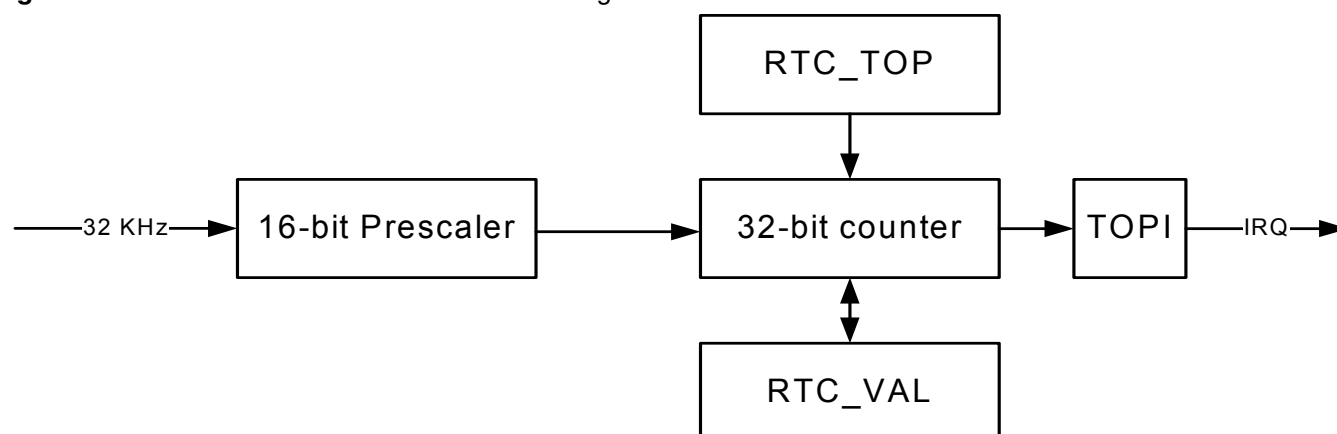 RTC_TOP
32 KHz
16-bit Prescaler
32-bit counter
TOPI
IRQ
RTC_VAL